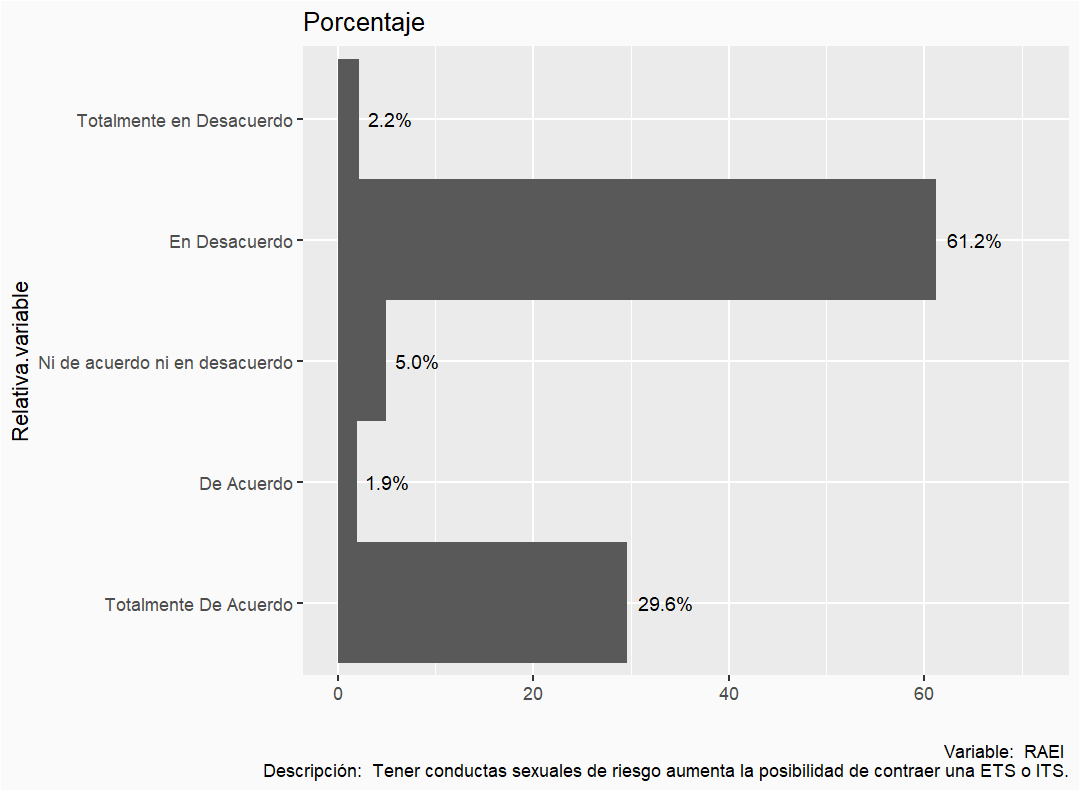 Porcentaje
Totalmente en Desacuerdo
2.2%
En Desacuerdo
61.2%
Relativa.variable
Ni de acuerdo ni en desacuerdo
5.0%
De Acuerdo
1.9%
Totalmente De Acuerdo
29.6%
0 20 40 60
Variable: RAEI
Descripción: Tener conductas sexuales de riesgo aumenta la posibilidad de contraer una ETS o ITS.